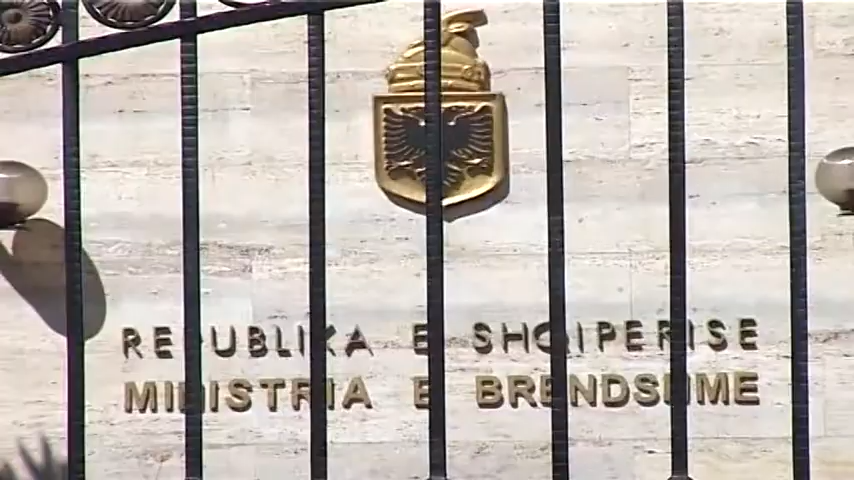 REPUBLIKA E SHQIPERISE
MINISTRIA E BRENDSHME